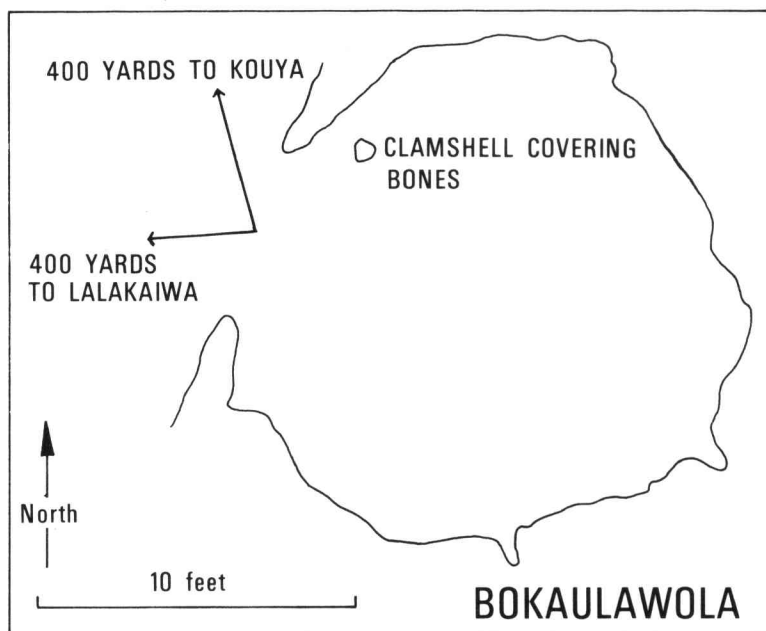 400 YARDS TO KOUYA
CLAMSHELL COVERING
BONES
400 YARDS
TO LALAKAIWA
North
10 feet
BOKAULAWOLA